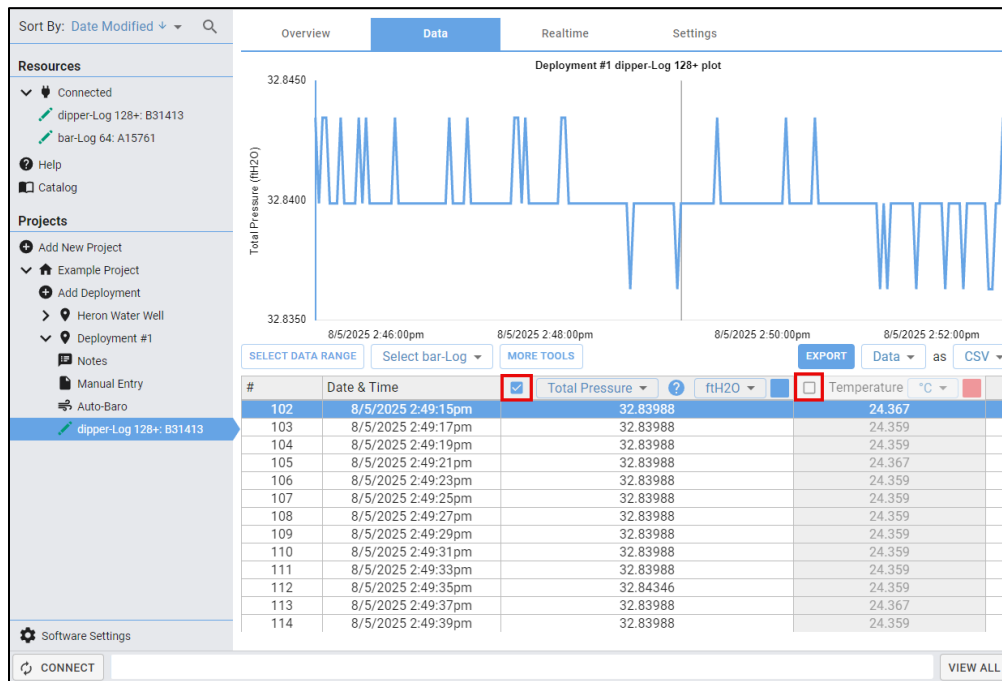 Sort By: Date Modified
Resources
Connected
dipper-Log 128+: B31413
bar-Log 64: A15761
Help
Catalog
Projects
Add New Project
Example Project
Add Deployment
Heron Water Well
Deployment #1
Notes
Manual Entry
Auto-Baro
dipper-Log 128+: B31413
Software Settings
Overview Data Realtime Settings
Deployment #1 dipper-Log 128+ plot
Total Pressure (ftH2O)
32.8450
32.8400
32.8350
8/5/2025 2:46:00pm 8/5/2025 2:48:00pm 8/5/2025 2:50:00pm 8/5/2025 2:52:00pm
SELECT DATA RANGE Select bar-Log MORE TOOLS EXPORT Data as CSV
# Date & Time Total Pressure ? ftH2O Temperature °C
102 8/5/2025 2:49:15pm 32.83988 24.367
103 8/5/2025 2:49:17pm 32.83988 24.359
104 8/5/2025 2:49:19pm 32.83988 24.359
105 8/5/2025 2:49:21pm 32.83988 24.367
106 8/5/2025 2:49:23pm 32.83988 24.359
107 8/5/2025 2:49:25pm 32.83988 24.359
108 8/5/2025 2:49:27pm 32.83988 24.359
109 8/5/2025 2:49:29pm 32.83988 24.359
110 8/5/2025 2:49:31pm 32.83988 24.359
111 8/5/2025 2:49:33pm 32.83988 24.359
112 8/5/2025 2:49:35pm 32.84346 24.359
113 8/5/2025 2:49:37pm 32.83988 24.367
114 8/5/2025 2:49:39pm 32.83988 24.359
CONNECT VIEW ALL